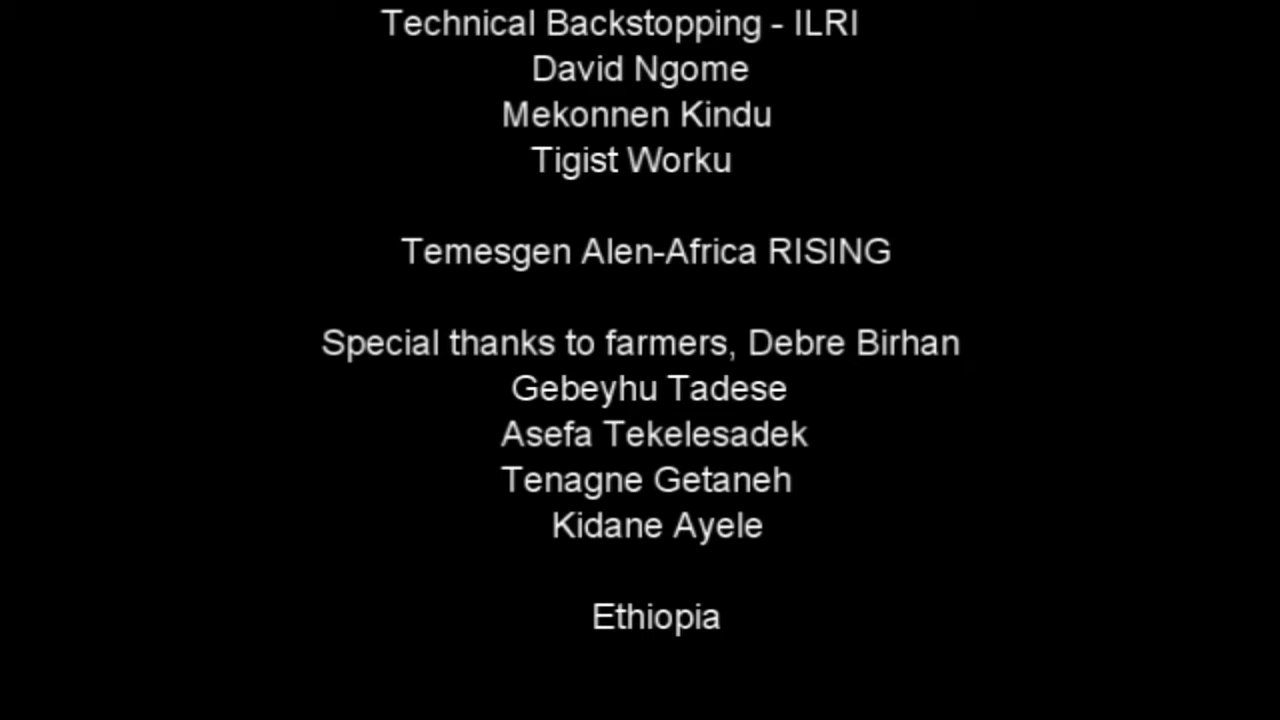 Technical Backstopping - ILRI
David Ngome
Mekonnen Kindu
Tigist Worku
Temesgen Alen-Africa RISING
Special thanks to farmers, Debre Birhan
Gebeyhu Tadese
Asefa Tekelesadek
Tenagne Getaneh
Kidane Ayele
Ethiopia